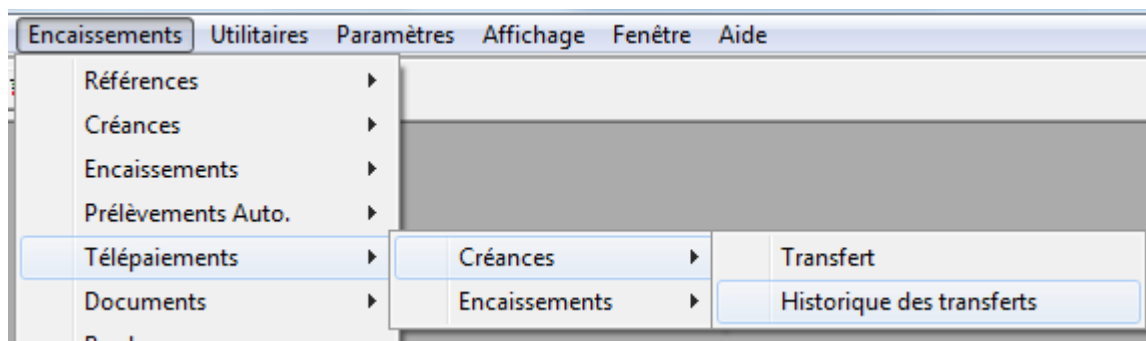 Encaissements Utilitaires Paramètres Affichage Fenêtre Aide
Références
Créances
Encaissements
Prélèvements Auto.
Télépaiements Créances Transfert
Documents Encaissements Historique des transferts